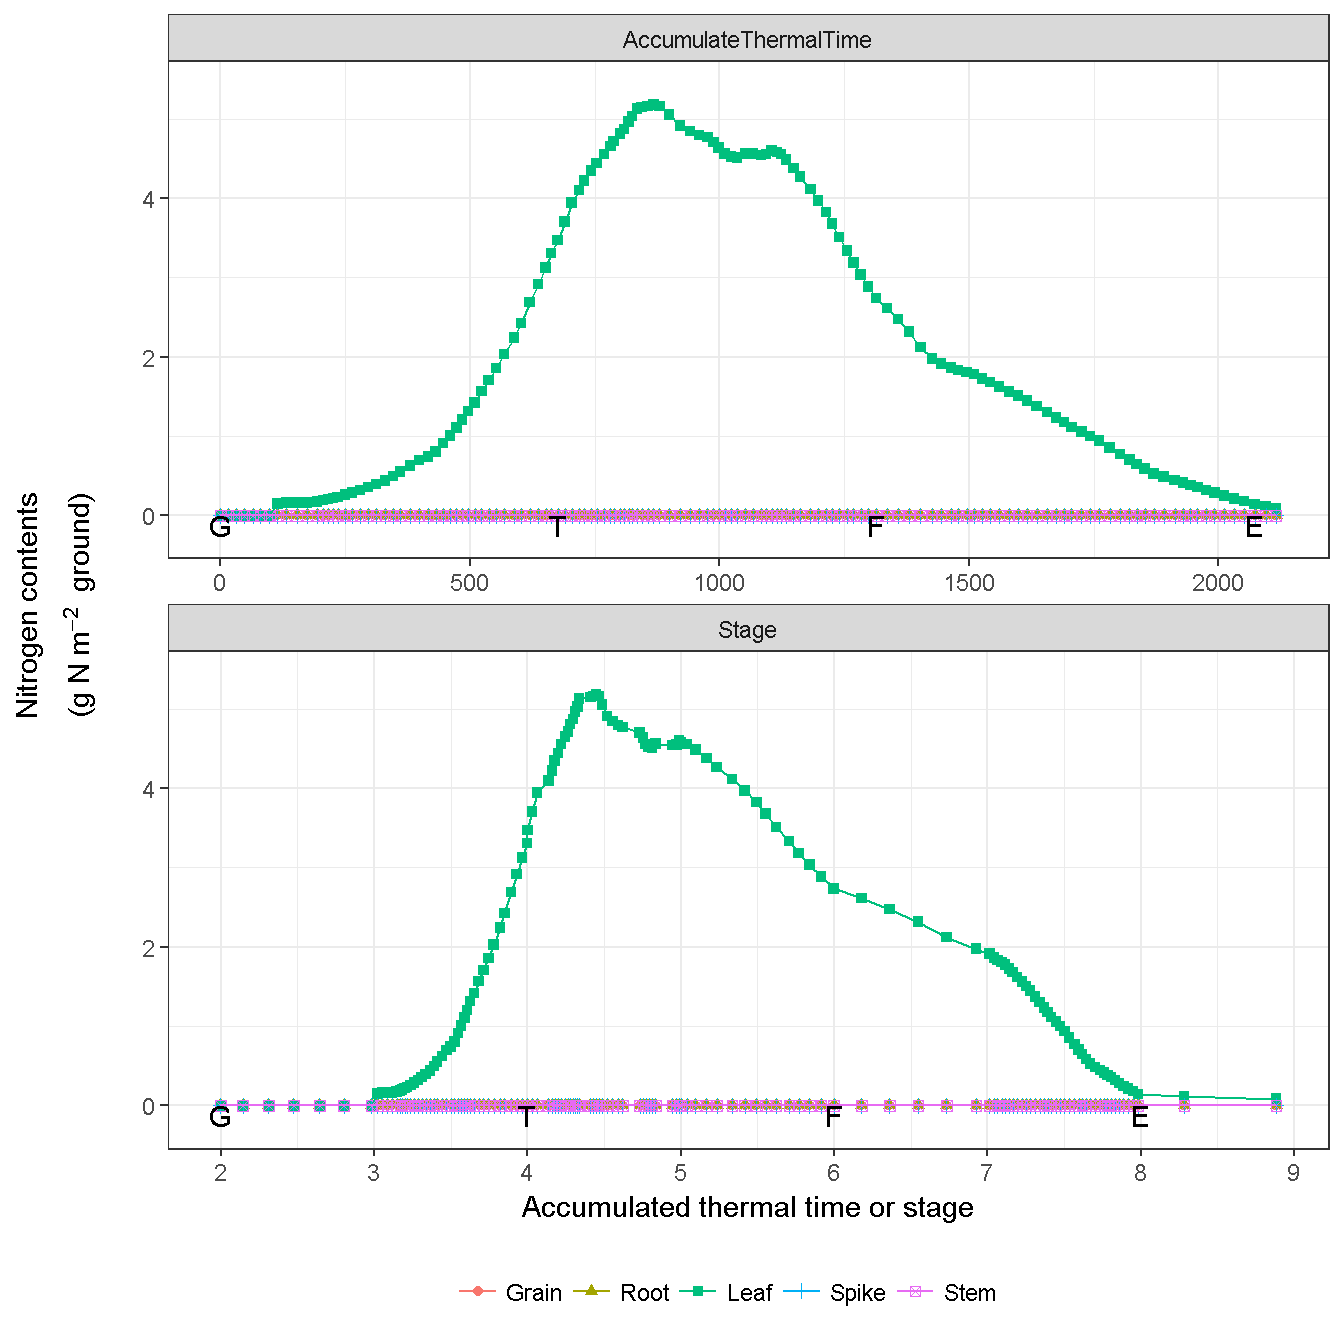 AccumulateThermalTime
4
2
0
G T F E
0 500 1000 1500 2000
Stage
4
2
0
G T F E
2 3 4 5 6 7 8 9
Nitrogen contents
(g N m−2 ground)
Accumulated thermal time or stage
Grain Root Leaf Spike Stem